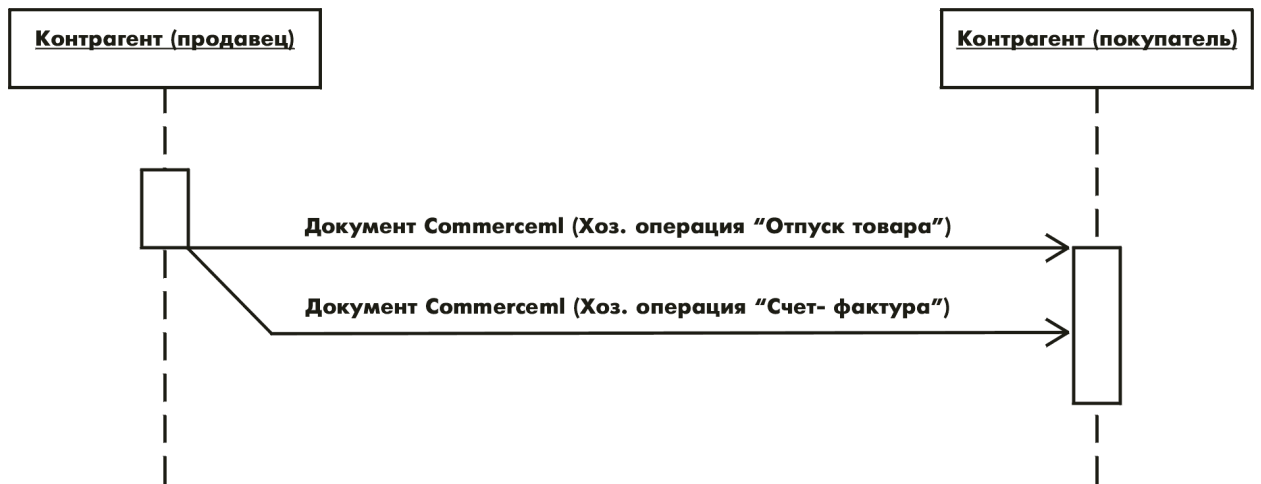 Контрагент (продавец)
Контрагент (покупатель)
Документ Commerceml (Хоз. операция “Отпуск товара”)
Документ Commerceml (Хоз. операция “Счет- фактура”)